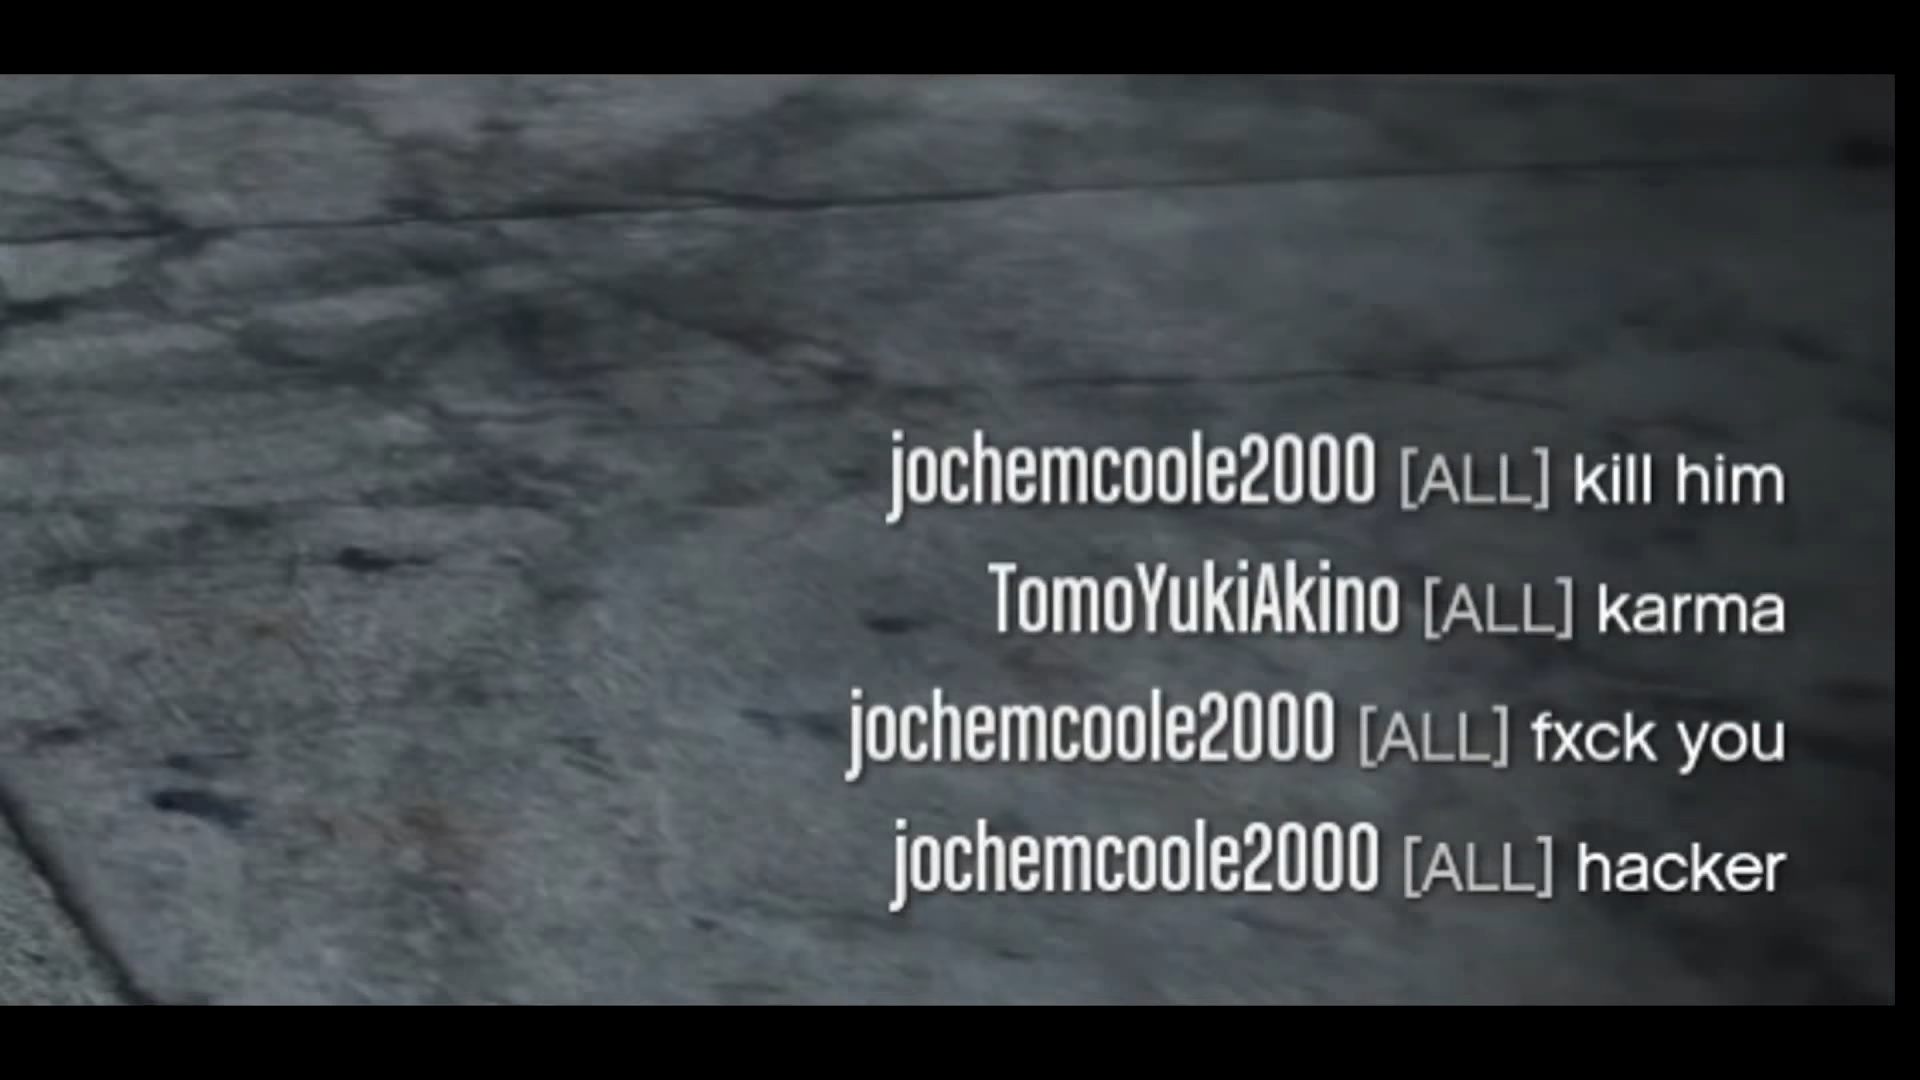 jochemcoole2000 [ALL] kill him
TomoYukiAkino [ALL] karma
jochemcoole2000 [ALL] fxck you
jochemcoole2000 [ALL] hacker